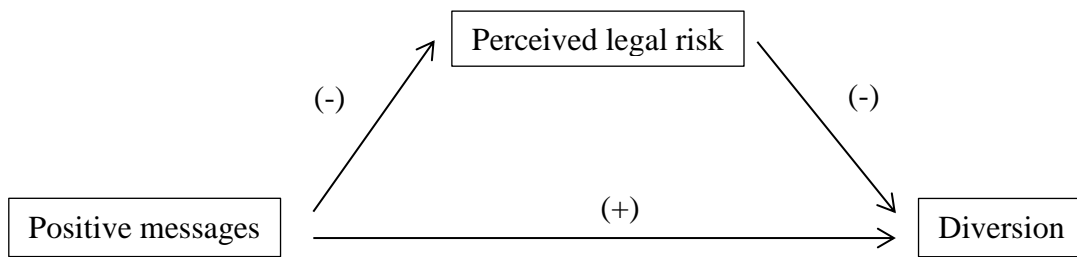 Perceived legal risk
(-)
(-)
(+)
Positive messages
Diversion